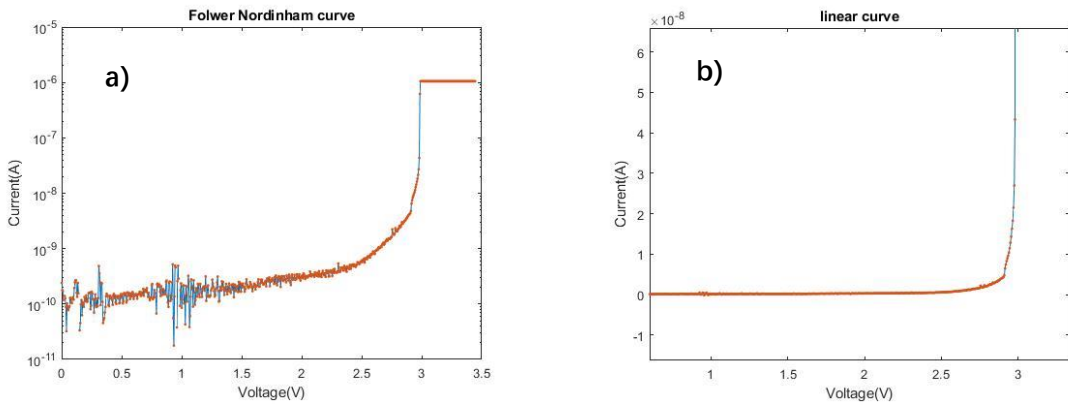 Folwer Nordinham curve
a)
10^-5
10^-6
10^-7
10^-8
10^-9
10^-10
10^-11
Current(A)
0 0.5 1 1.5 2 2.5 3 3.5
Voltage(V)
linear curve
×10^-8
b)
6
5
4
3
2
1
0
-1
Current(A)
1 1.5 2 2.5 3
Voltage(V)